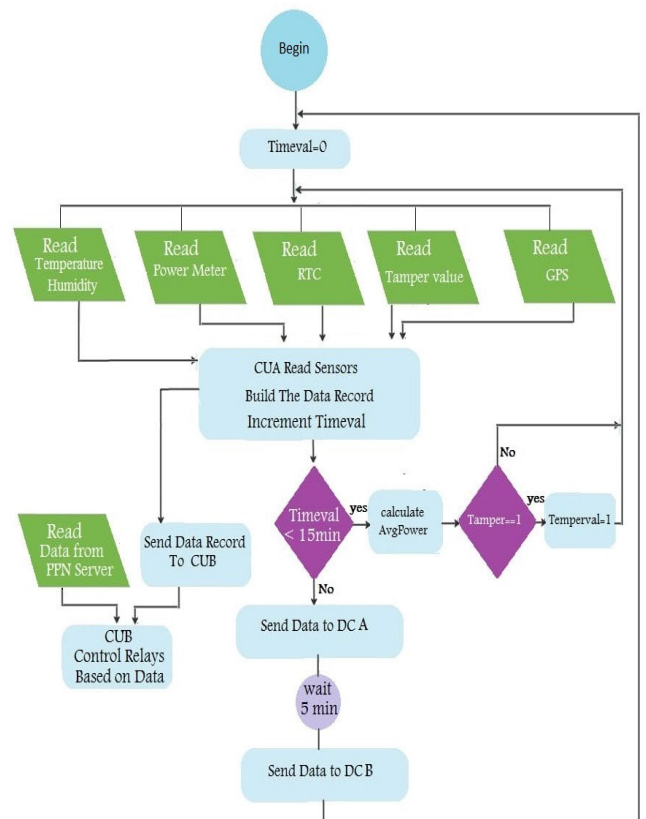 Begin
Timeval=0
Read
Temperature
Humidity
Read
Power Meter
Read
RTC
Read
Tamper value
Read
GPS
CUA Read Sensors
Build The Data Record
Increment Timeval
No
Timeval
< 15min
yes
calculate
AvgPower
Tamper==1
yes
Temperval=1
Read
Data from
PPN Server
Send Data Record
To CUB
No
CUB
Control Relays
Based on Data
Send Data to DC A
wait
5 min
Send Data to DC B